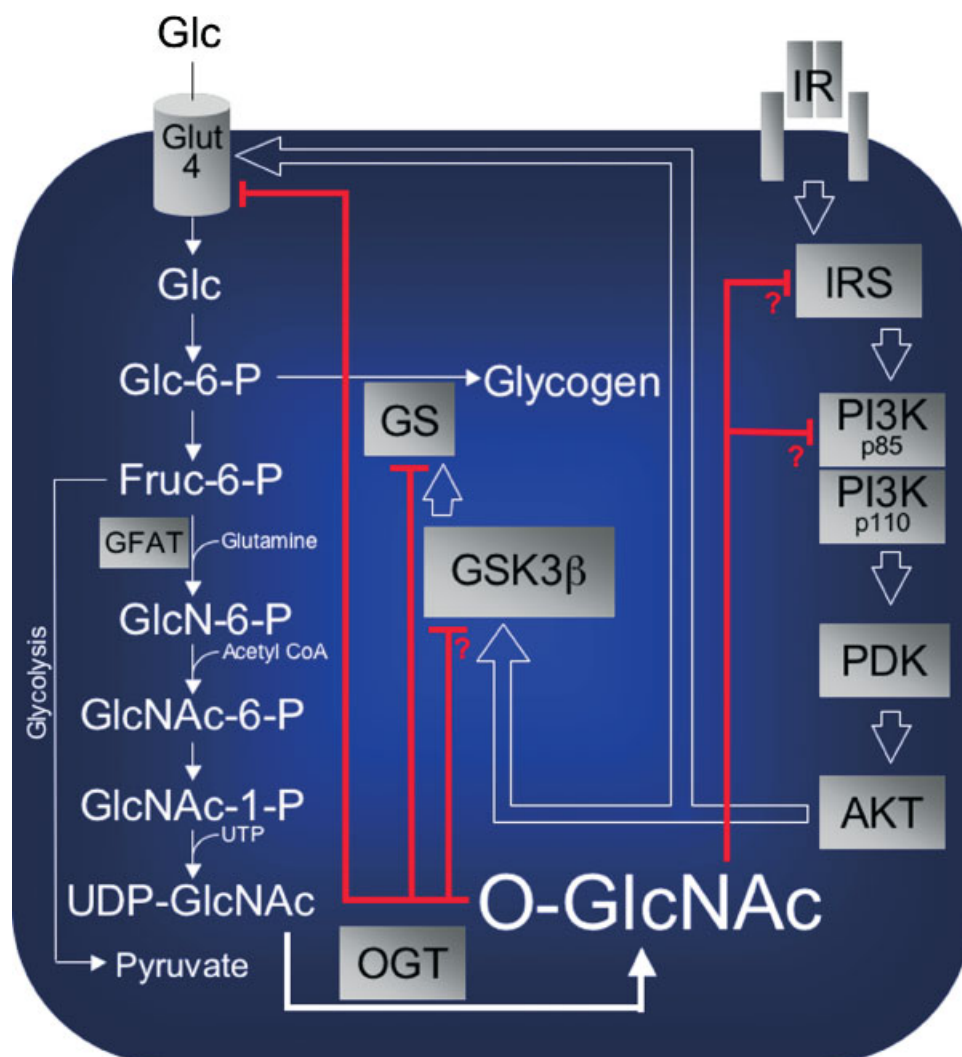 Glc
IR
Glut
4
Glc
IRS
?
Glc-6-P
Glycogen
GS
PI3K
p85
?
Fruc-6-P
PI3K
p110
GFAT
Glutamine
GSK3β
GlcN-6-P
?
Acetyl CoA
PDK
Glycolysis
GlcNAc-6-P
GlcNAc-1-P
AKT
UTP
UDP-GlcNAc
O-GlcNAc
Pyruvate
OGT